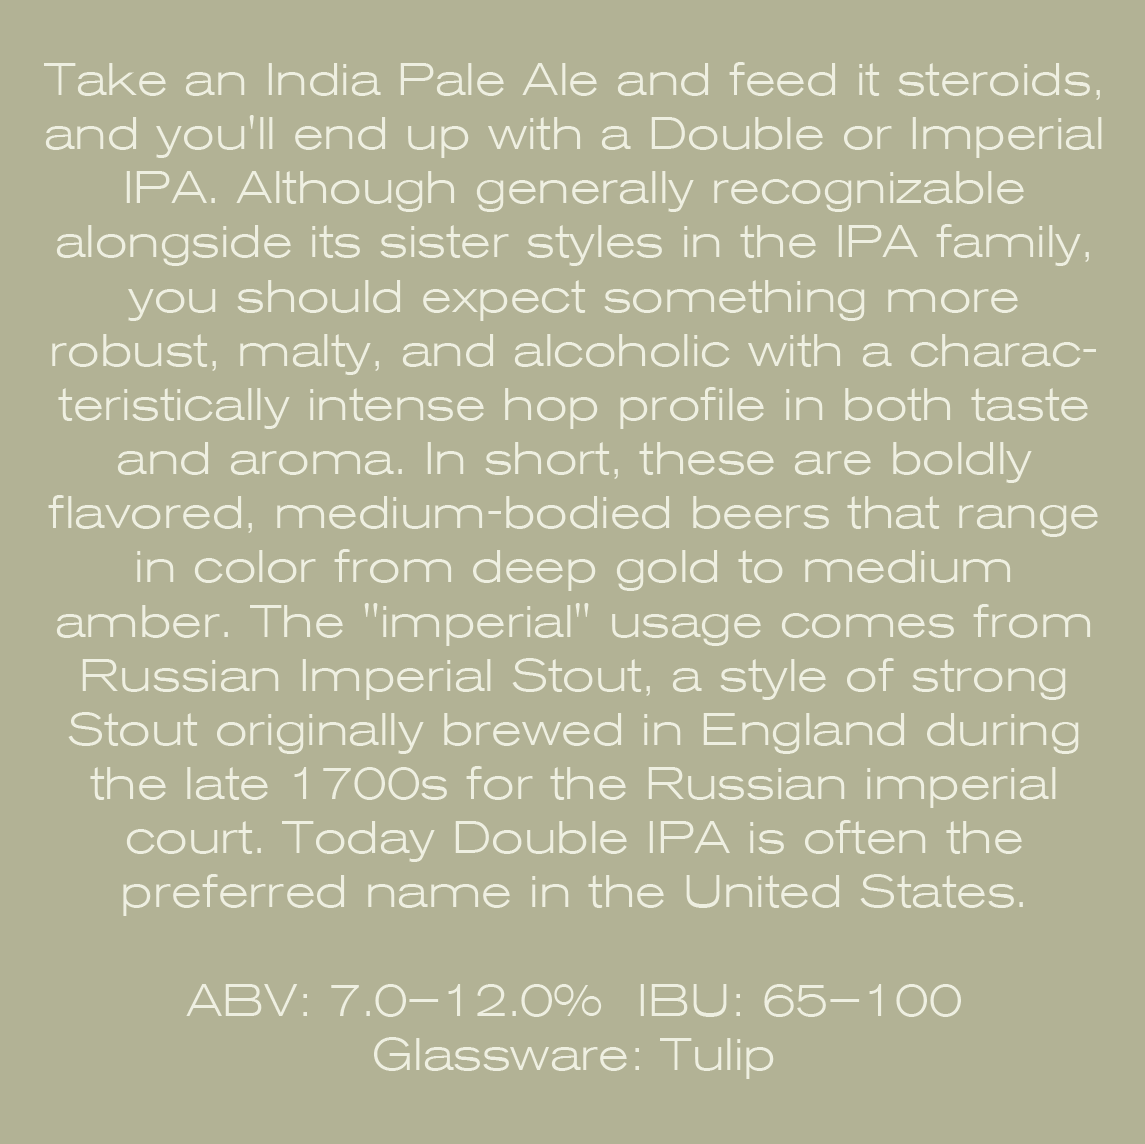 Take an India Pale Ale and feed it steroids,
and you'll end up with a Double or Imperial
IPA. Although generally recognizable
alongside its sister styles in the IPA family,
you should expect something more
robust, malty, and alcoholic with a charac-
teristically intense hop profile in both taste
and aroma. In short, these are boldly
flavored, medium-bodied beers that range
in color from deep gold to medium
amber. The "imperial" usage comes from
Russian Imperial Stout, a style of strong
Stout originally brewed in England during
the late 1700s for the Russian imperial
court. Today Double IPA is often the
preferred name in the United States.
ABV: 7.0–12.0%  IBU: 65–100
Glassware: Tulip